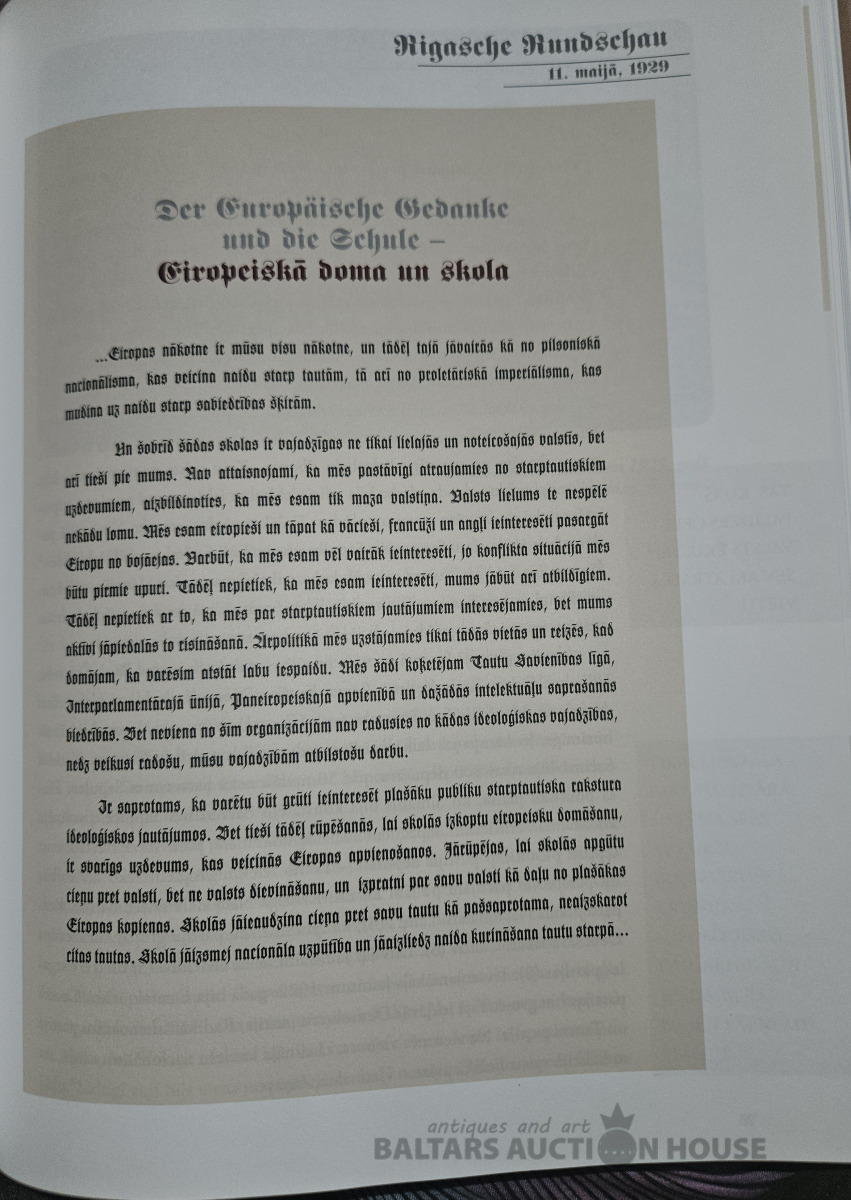 Rigasche Rundschau
11. maijā, 1929
Der Europäische Gedanke
und die Schule –
Eiropeiskā doma un skola
...Eiropas nākotne ir mūsu visu nākotne, un tādēļ tajā jāvairās kā no pilsoniskā
nacionālisma, kas veicina naidu starp tautām, tā arī no proletāriskā imperiālisma, kas
mudina uz naidu starp sabiedrības šķirām.
Un šobrīd šādas skolas ir vajadzīgas ne tikai lielajās un noteicošajās valstīs, bet
arī tieši pie mums. Nav attaisnojami, ka mēs pastāvīgi atraujamies no starptautiskiem
uzdevumiem, aizbildinoties, ka mēs esam tik maza valstiņa. Valsts lielums te nespēlē
nekādu lomu. Mēs esam eiropieši un tāpat kā vācieši, francūži un angļi ieinteresēti pasargāt
Eiropu no bojāejas. Varbūt, ka mēs esam vēl vairāk ieinteresēti, jo konflikta situācijā mēs
būtu pirmie upuri. Tādēļ nepietiek, ka mēs esam ieinteresēti, mums jābūt arī atbildīgiem.
Tādēļ nepietiek ar to, ka mēs par starptautiskiem jautājumiem interesējamies, bet mums
aktīvi jāpiedalās to risināšanā. Ārpolitikā mēs uzstājamies tikai tādās vietās un reizēs, kad
domājam, ka varēsim atstāt labu iespaidu. Mēs šādi koķetējam Tautu Savienības līgā,
Interparlamentārajā ūnijā, Paneiropeiskajā apvienībā un dažādās intelektuāļu saprašanās
biedrībās. Bet neviena no šīm organizācijām nav radusies no kādas ideoloģiskas vajadzības,
nedz veikusi radošu, mūsu vajadzībām atbilstošu darbu.
Ir saprotams, ka varētu būt grūti ieinteresēt plašāku publiku starptautiska rakstura
ideoloģiskos jautājumos. Bet tieši tādēļ rūpēšanās, lai skolās izkoptu eiropeisku domāšanu,
ir svarīgs uzdevums, kas veicinās Eiropas apvienošanos. Jārūpējas, lai skolās apgūtu
cieņu pret valsti, bet ne valsts dievināšanu, un izpratni par savu valsti kā daļu no plašākas
Eiropas kopienas. Skolās jāieaudzina cieņa pret savu tautu kā pašsaprotama, neaizskarot
citas tautas. Skolā jāizsmej nacionāla uzpūtība un jāaizliedz naida kurināšana tautu starpā...
antiques and art
BALTARS AUCTION HOUSE